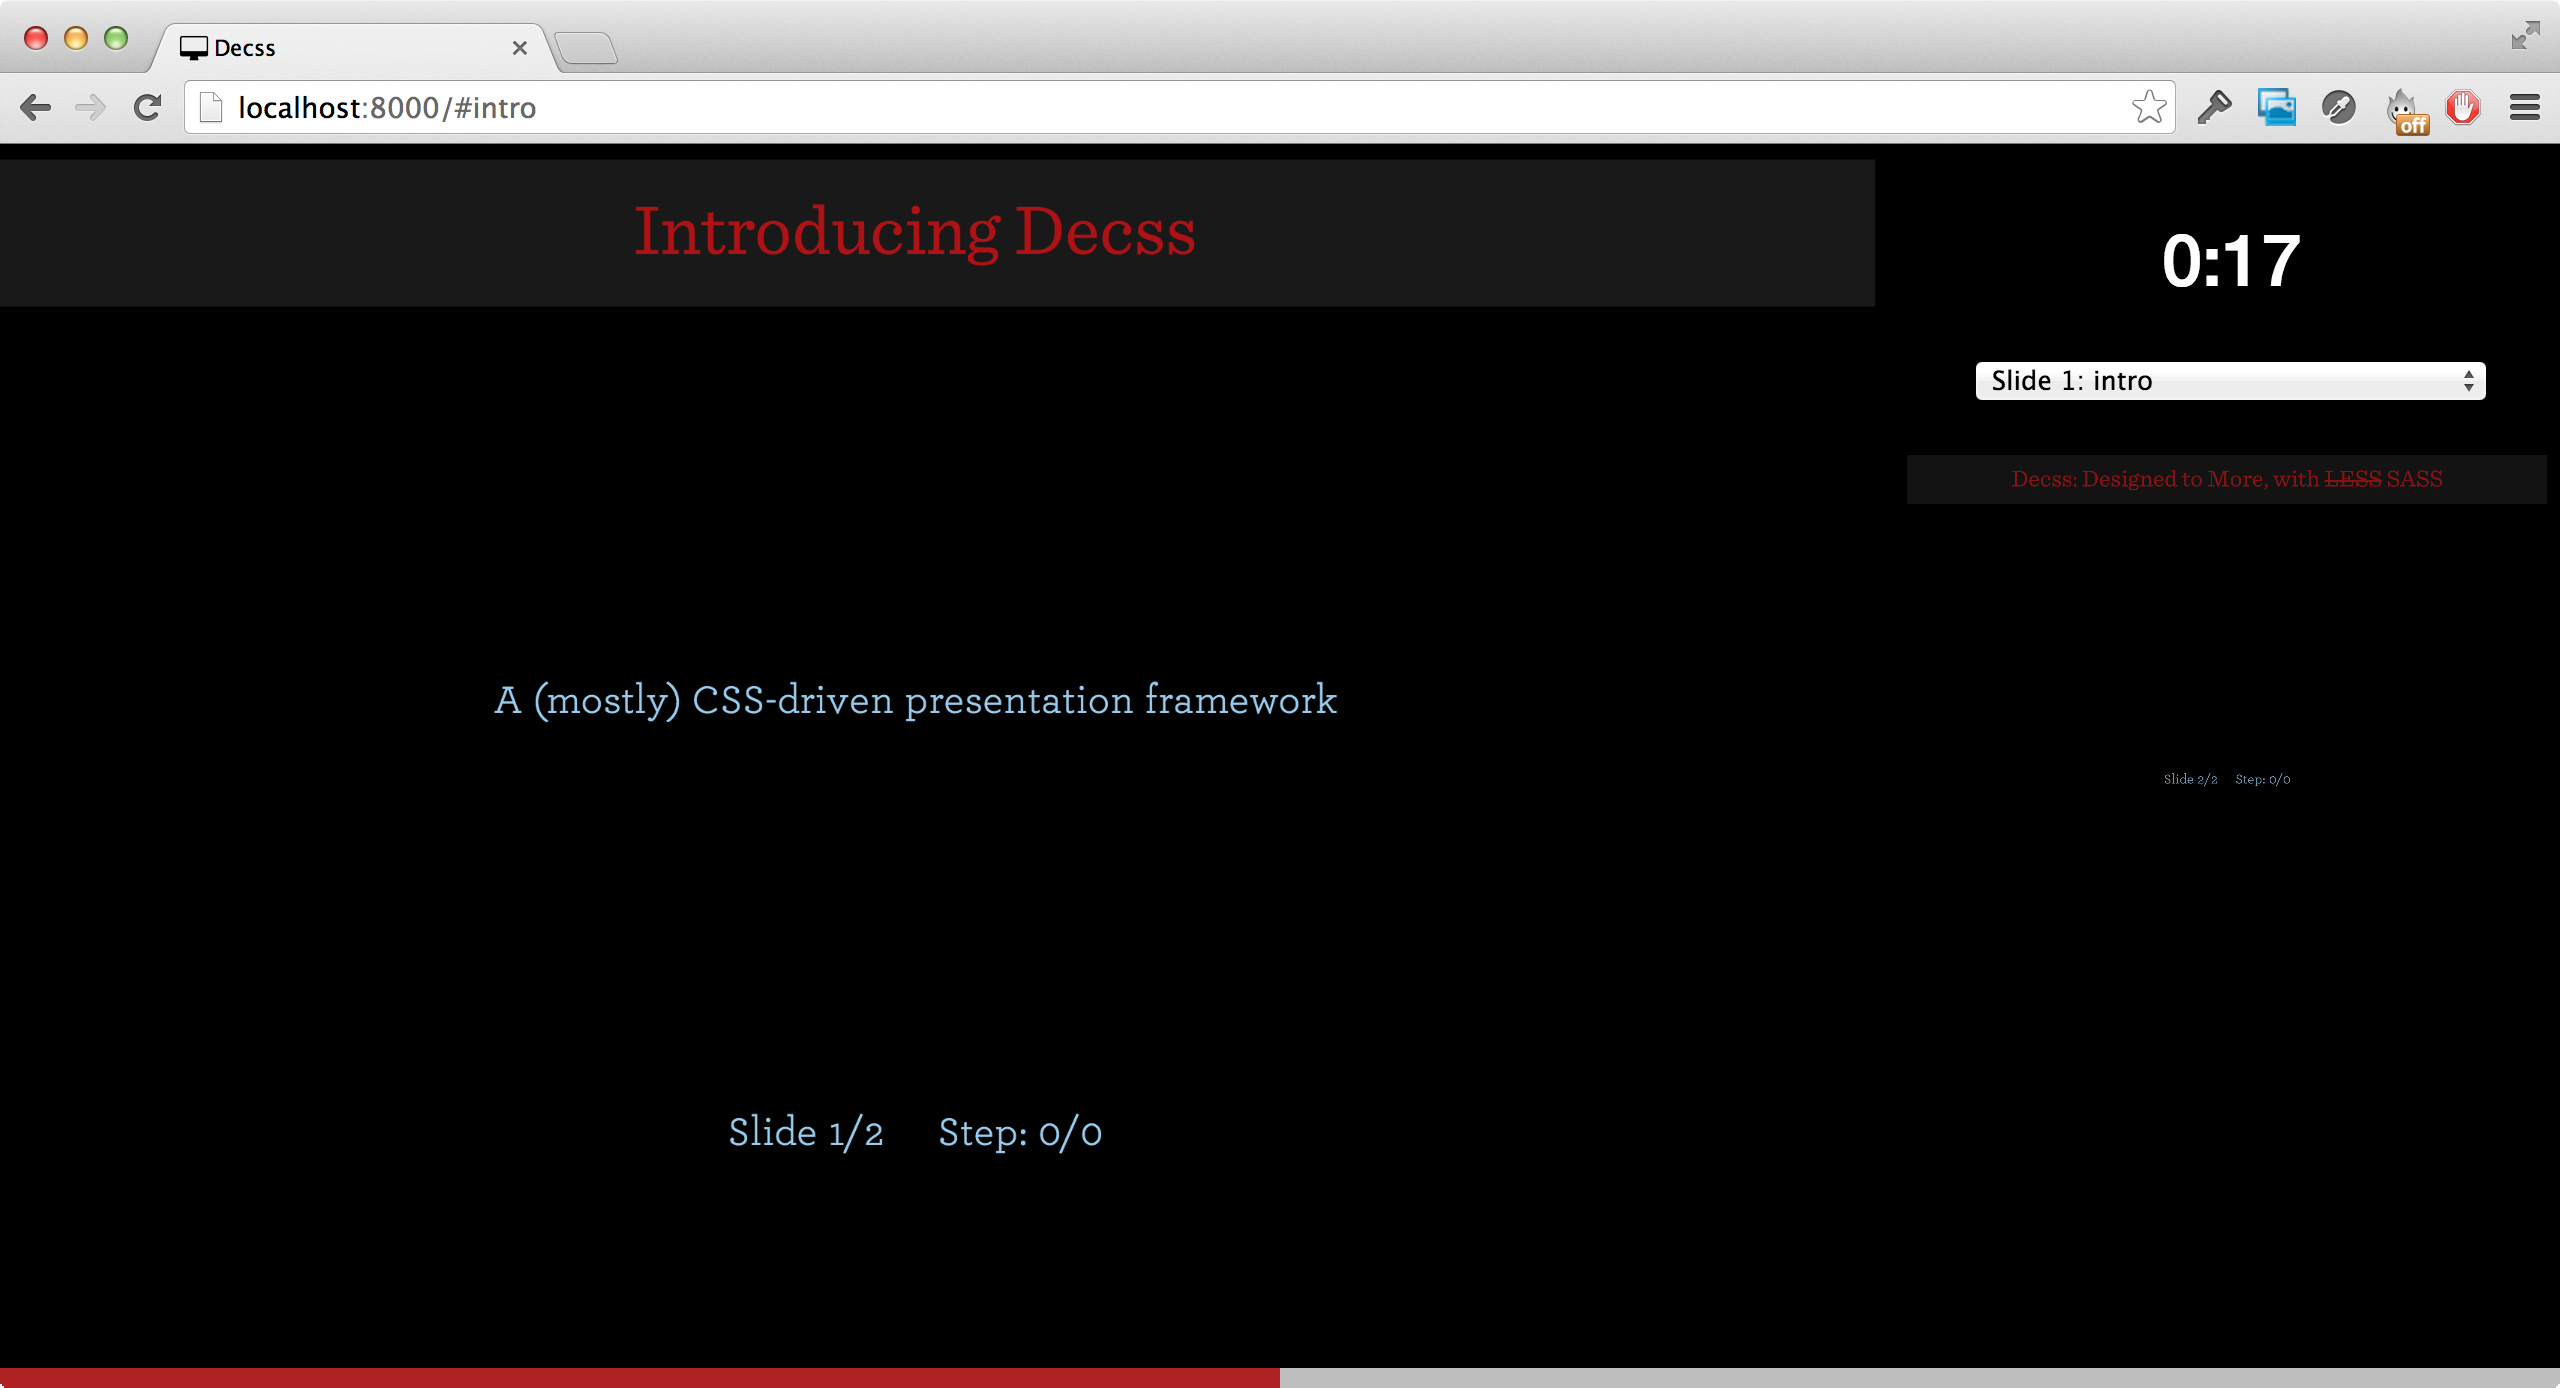 Decss
localhost:8000/#intro
off
Introducing Decss
0:17
Slide 1: intro
Decss: Designed to More, with LESS SASS
A (mostly) CSS-driven presentation framework
Slide 2/2 Step: 0/0
Slide 1/2 Step: 0/0